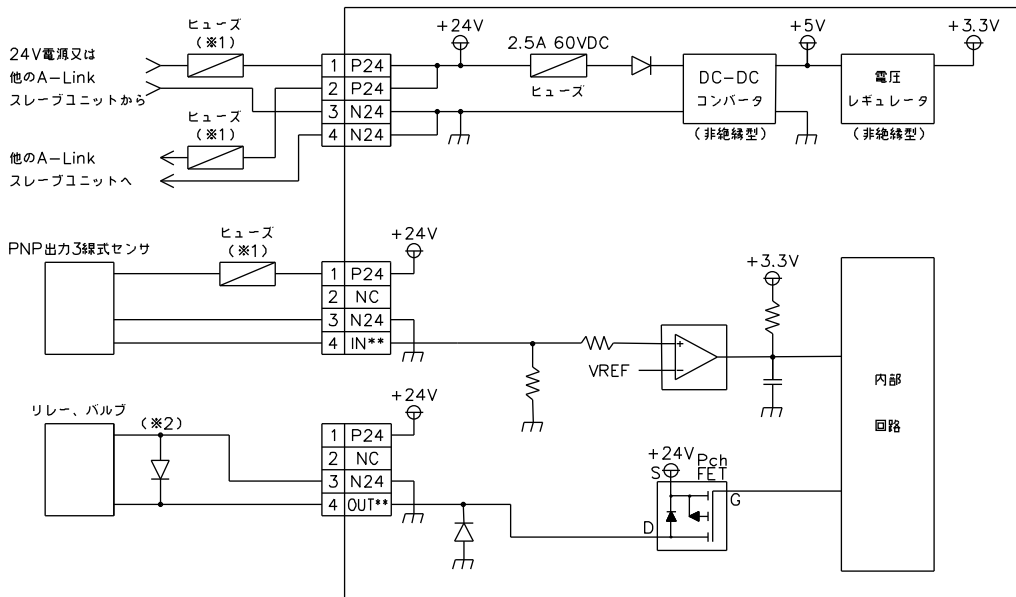 ヒューズ
(※1)
24V電源又は
他のA-Link
スレーブユニットから
1 P24
2 P24
3 N24
4 N24
ヒューズ
(※1)
他のA-Link
スレーブユニットへ
+24V
2.5A 60VDC
ヒューズ
DC-DC
コンバータ
(非絶縁型)
+5V
電圧
レギュレータ
(非絶縁型)
+3.3V
PNP出力3線式センサ
ヒューズ
(※1)
1 P24
2 NC
3 N24
4 IN**
+24V
VREF
+
-
+3.3V
内部
回路
リレー、バルブ
(※2)
1 P24
2 NC
3 N24
4 OUT**
+24V
+24V
S
Pch
FET
G
D